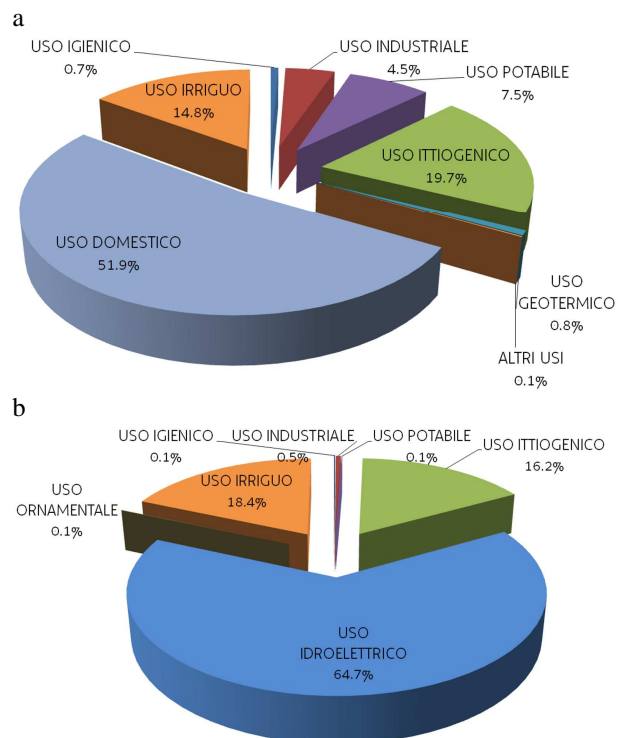 a
USO IGIENICO
0.7%
USO INDUSTRIALE
4.5%
USO POTABILE
7.5%
USO IRRIGUO
14.8%
USO ITTIOGENICO
19.7%
USO DOMESTICO
51.9%
USO
GEOTERMICO
0.8%
ALTRI USI
0.1%
b
USO IGIENICO
0.1%
USO INDUSTRIALE
0.5%
USO POTABILE
0.1%
USO ITTIOGENICO
16.2%
USO IRRIGUO
18.4%
USO
ORNAMENTALE
0.1%
USO
IDROELETTRICO
64.7%